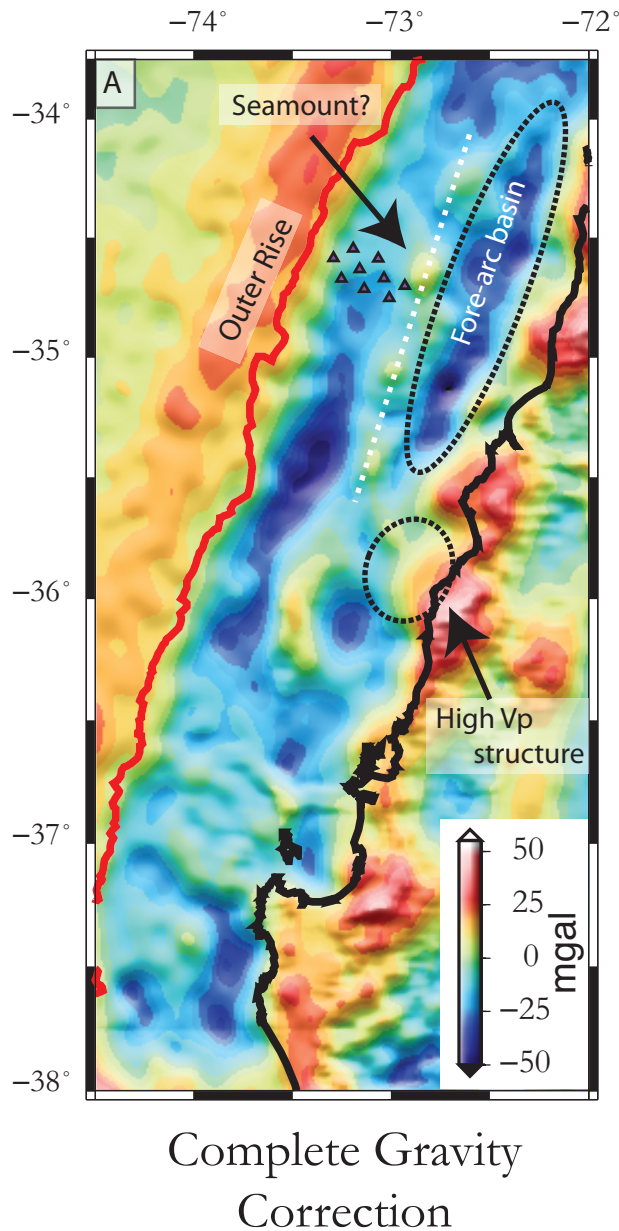 −74° −73° −72°
A
−34°
Seamount?
Outer Rise
Fore-arc basin
−35°
−36°
High Vp
structure
−37°
50
25
0
−25
−50
mgal
−38°
Complete Gravity
Correction